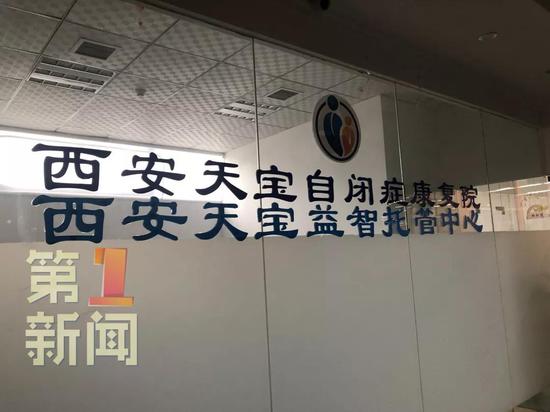 西安天宝自闭症康复院
西安天宝益智托管中心
第1
新闻